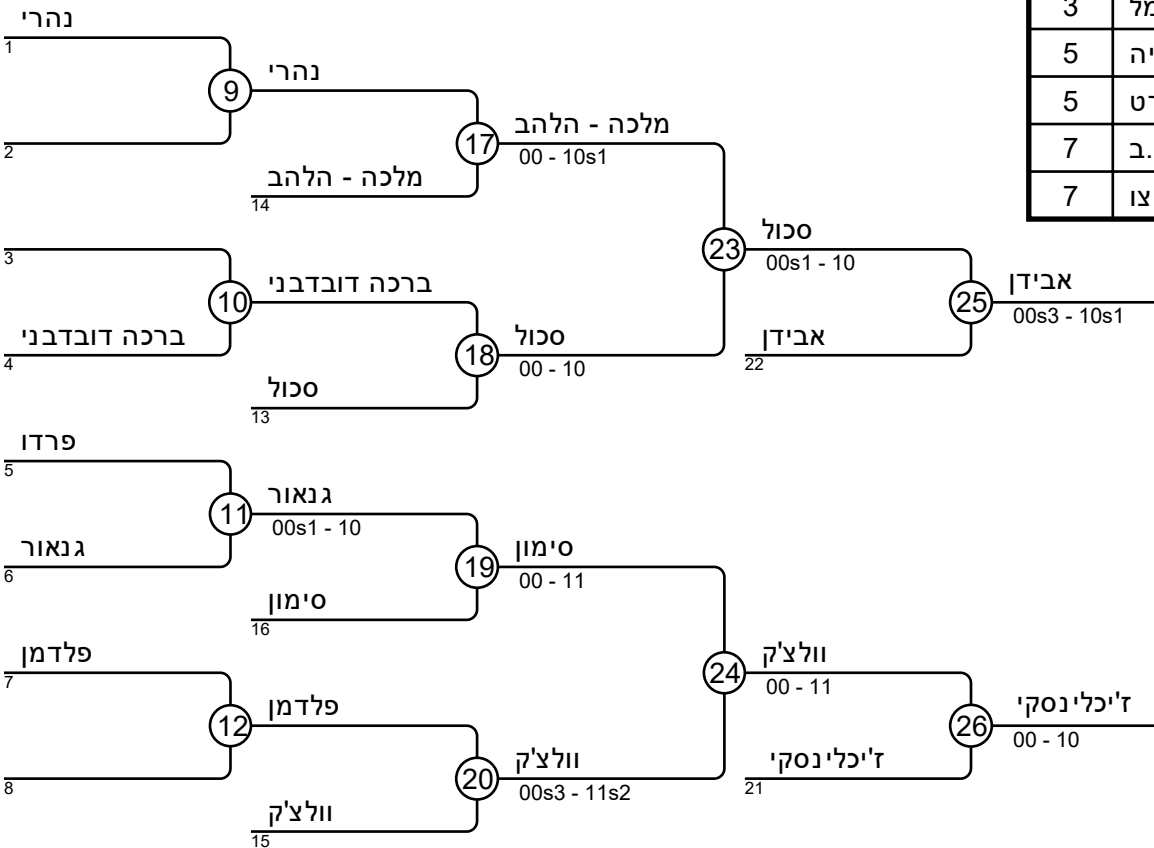 נהרי
1
9
נהרי
2
17
מלכה - הלהב
00 - 10s1
מלכה - הלהב
14
3
10
ברכה דובדבני
ברכה דובדבני
4
18
סכול
00 - 10
סכול
13
23
סכול
00s1 - 10
אבידן
22
25
אבידן
00s3 - 10s1
פרדו
5
11
גנאור
00s1 - 10
גנאור
6
19
סימון
00 - 11
סימון
16
פלדמן
7
12
פלדמן
8
20
וולצ'ק
00s3 - 11s2
וולצ'ק
15
24
וולצ'ק
00 - 11
ז'יכלינסקי
21
26
ז'יכלינסקי
00 - 10
3 מל
5 יה
5 רט
7 ב.
7 צו